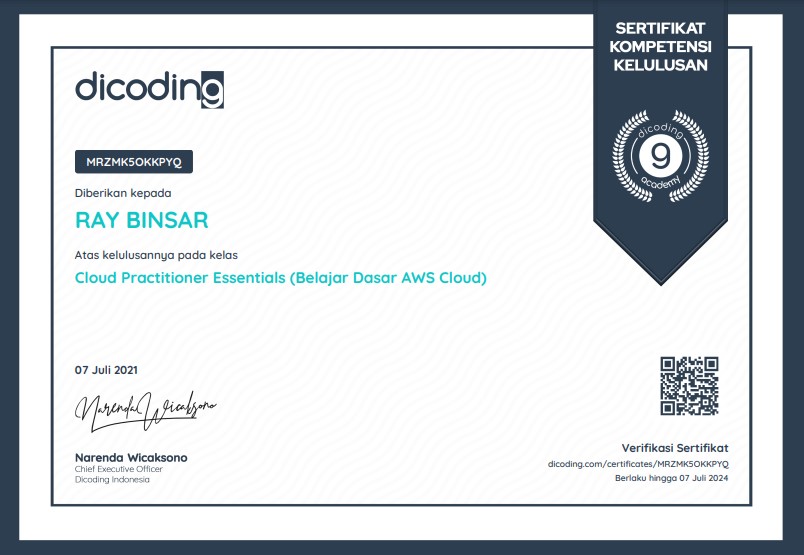 SERTIFIKAT
KOMPETENSI
KELULUSAN
dicoding
dicoding
9
academy
MRZMK5OKKPYQ
Diberikan kepada
RAY BINSAR
Atas kelulusannya pada kelas
Cloud Practitioner Essentials (Belajar Dasar AWS Cloud)
07 Juli 2021
Narenda Wicaksono
Narenda Wicaksono
Chief Executive Officer
Dicoding Indonesia
Verifikasi Sertifikat
dicoding.com/certificates/MRZMK5OKKPYQ
Berlaku hingga 07 Juli 2024